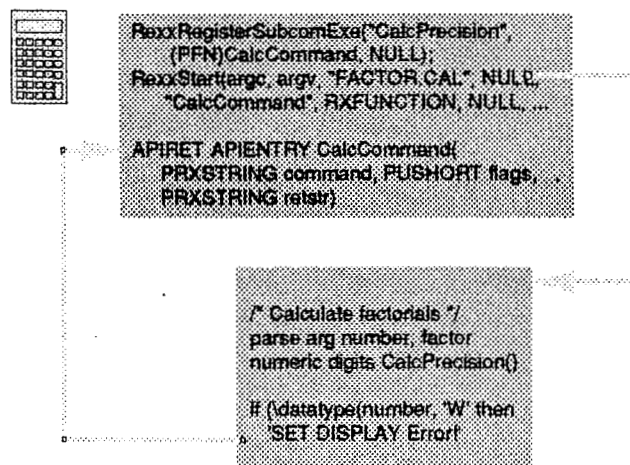 RexxRegisterSubcomExe("CalcPrecision",
(PFN)CalcCommand, NULL);
RexxStart(argc, argv, "FACTOR.CAL", NULL,
"CalcCommand", RXFUNCTION, NULL, ...
APIRET APIENTRY CalcCommand(
PRXSTRING command, PUSHORT flags,
PRXSTRING retstr)
/* Calculate factorials */
parse arg number, factor
numeric digits CalcPrecision()
if (\datatype(number, 'W' then
'SET DISPLAY Error!'